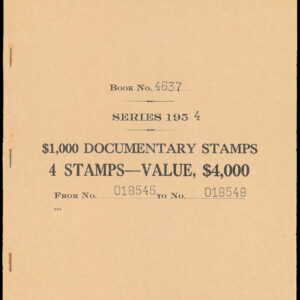 Book No. 4637
SERIES 195 4
$1,000 DOCUMENTARY STAMPS
4 STAMPS—VALUE, $4,000
From No. 018545 to No. 018548